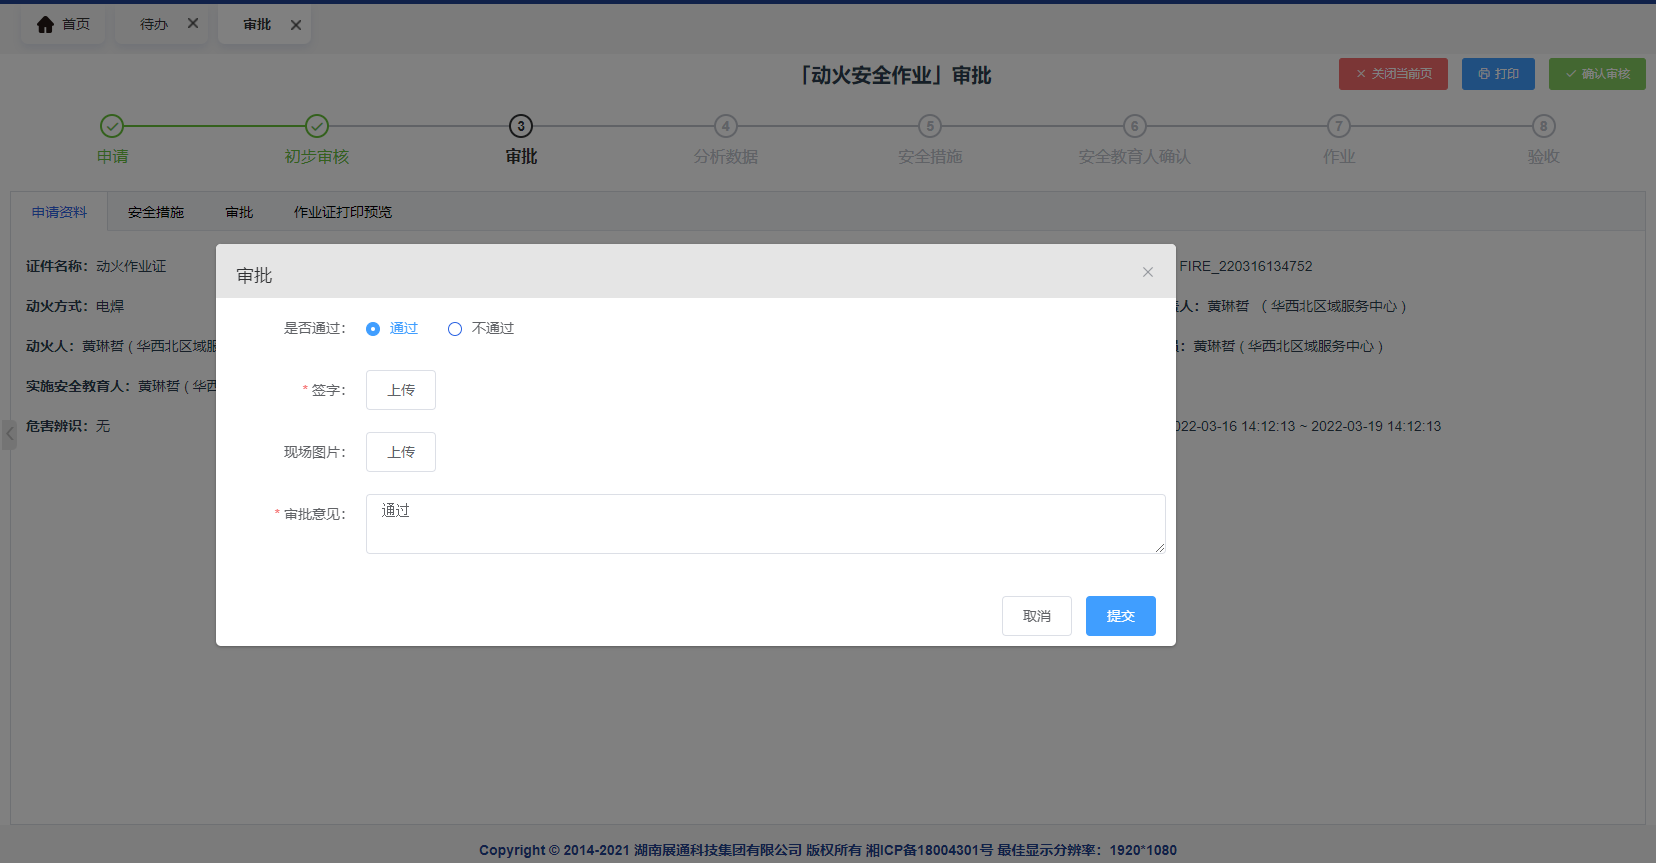 首页 待办 审批
「动火安全作业」审批 关闭当前页 打印 确认审核
3 4 5 6 7 8
申请 初步审核 审批 分析数据 安全措施 安全教育人确认 作业 验收
申请资料 安全措施 审批 作业证打印预览
审批
证件名称：动火作业证 FIRE_220316134752
动火方式：电焊 人：黄琳哲 （华西北区域服务中心）
是否通过： 通过 不通过
动火人：黄琳哲（华西北区域服 ：黄琳哲（华西北区域服务中心）
实施安全教育人：黄琳哲（华西
*签字： 上传
危害辨识：无 022-03-16 14:12:13 ~ 2022-03-19 14:12:13
现场图片： 上传
*审批意见： 通过
取消 提交
Copyright © 2014-2021 湖南展通科技集团有限公司 版权所有 湘ICP备18004301号 最佳显示分辨率：1920*1080